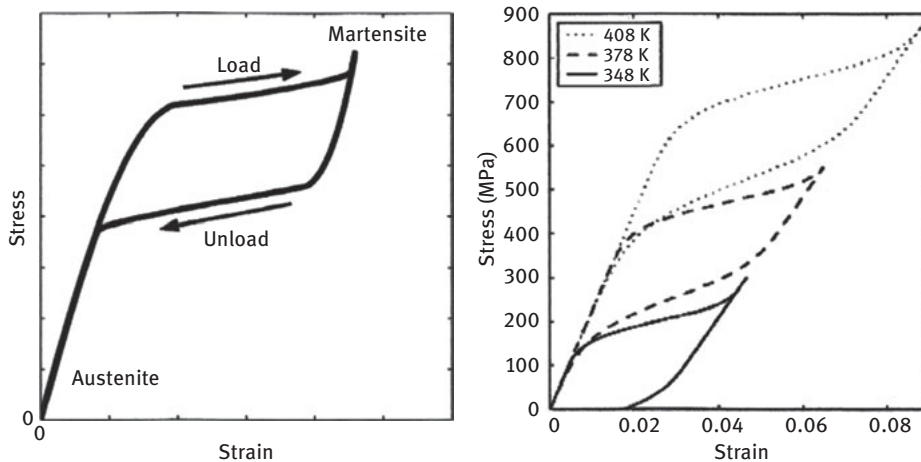 Martensite
Load
Unload
Austenite
Stress
0
0
Strain
900
800
700
600
500
400
300
200
100
0
Stress (MPa)
408 K
378 K
348 K
0 0.02 0.04 0.06 0.08
Strain